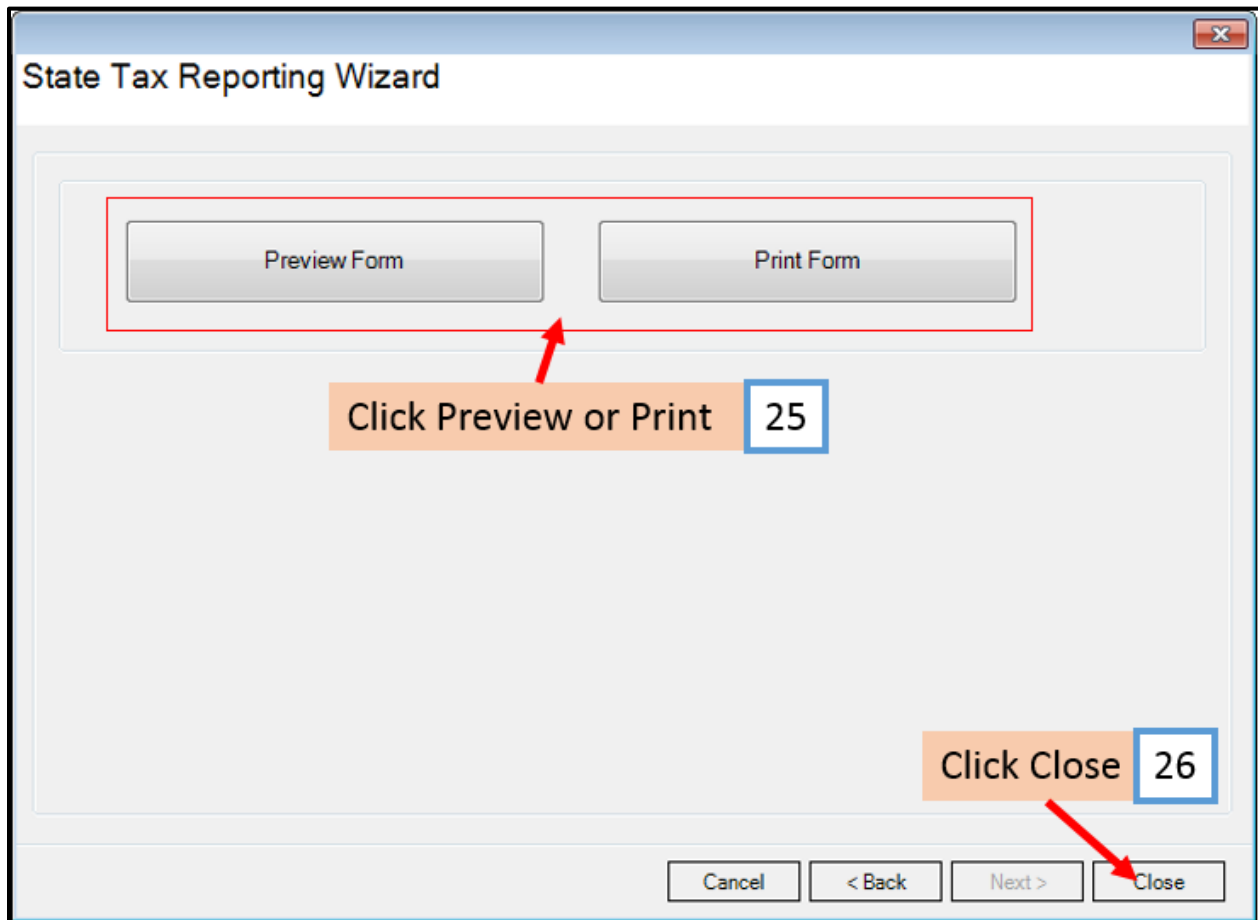 State Tax Reporting Wizard
Preview Form Print Form
Click Preview or Print 25
Click Close 26
Cancel < Back Next > Close